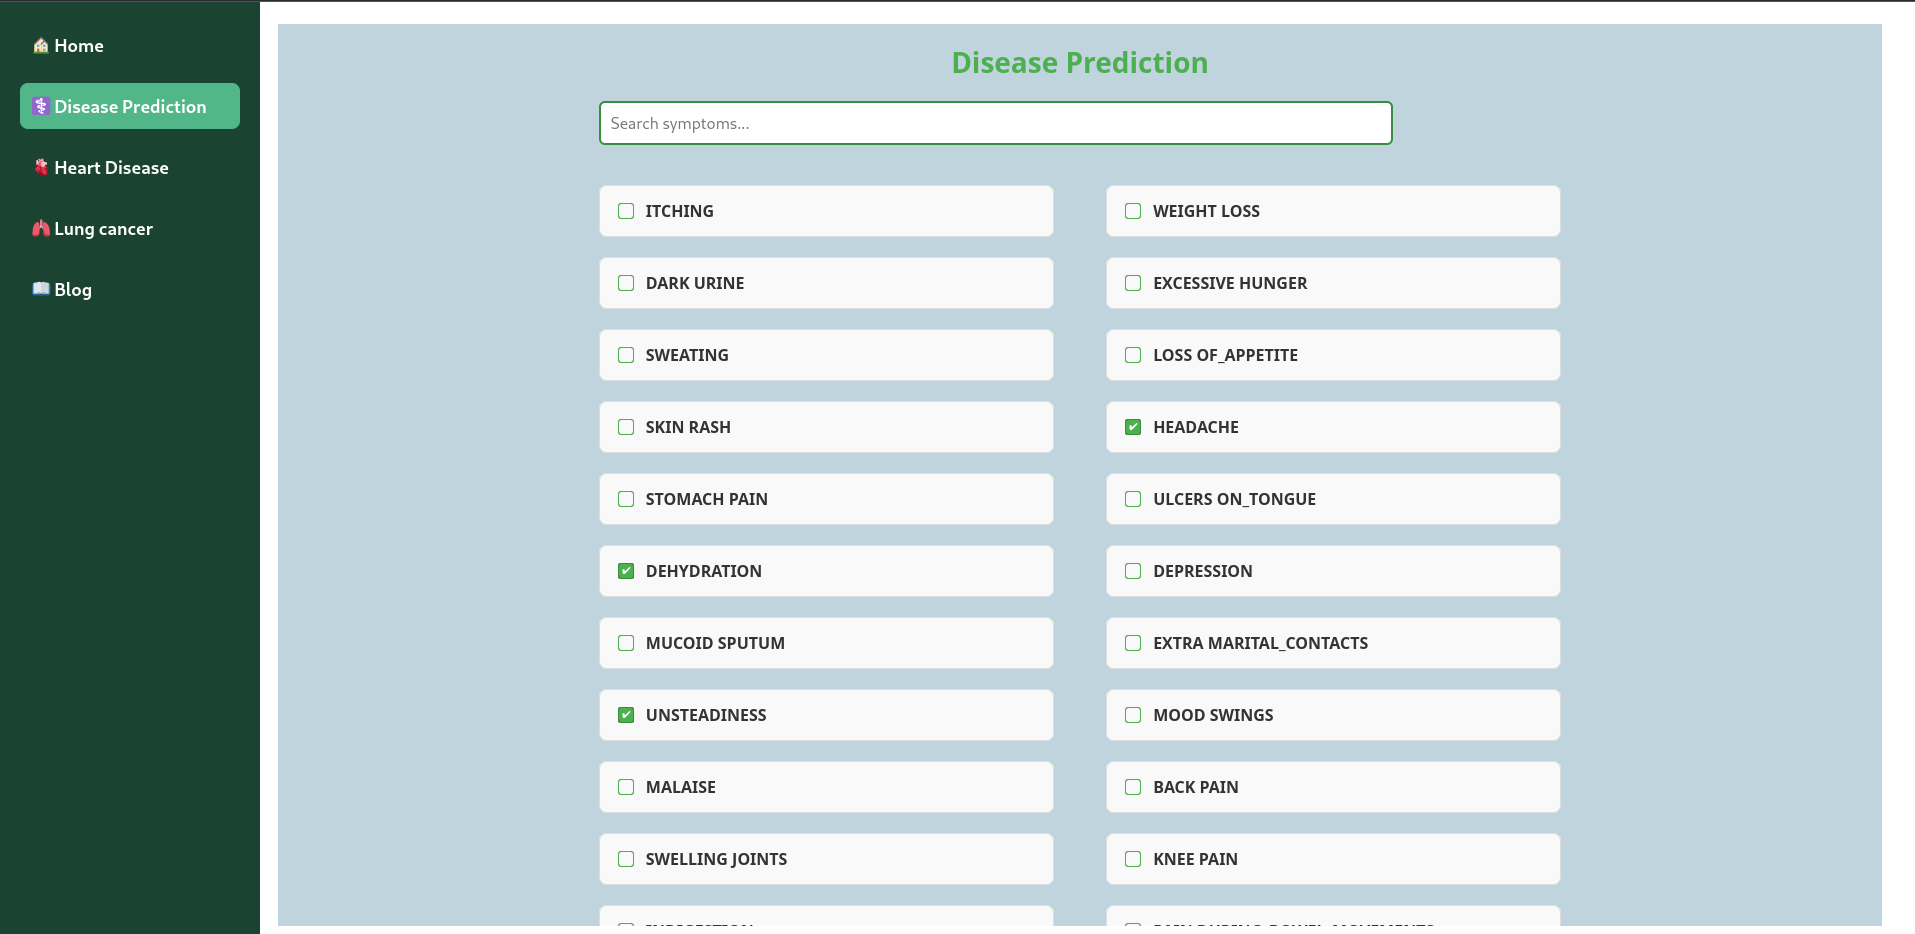 Home
Disease Prediction
Heart Disease
Lung cancer
Blog
Disease Prediction
Search symptoms...
ITCHING
WEIGHT LOSS
DARK URINE
EXCESSIVE HUNGER
SWEATING
LOSS OF_APPETITE
SKIN RASH
HEADACHE
STOMACH PAIN
ULCERS ON_TONGUE
DEHYDRATION
DEPRESSION
MUCOID SPUTUM
EXTRA MARITAL_CONTACTS
UNSTEADINESS
MOOD SWINGS
MALAISE
BACK PAIN
SWELLING JOINTS
KNEE PAIN